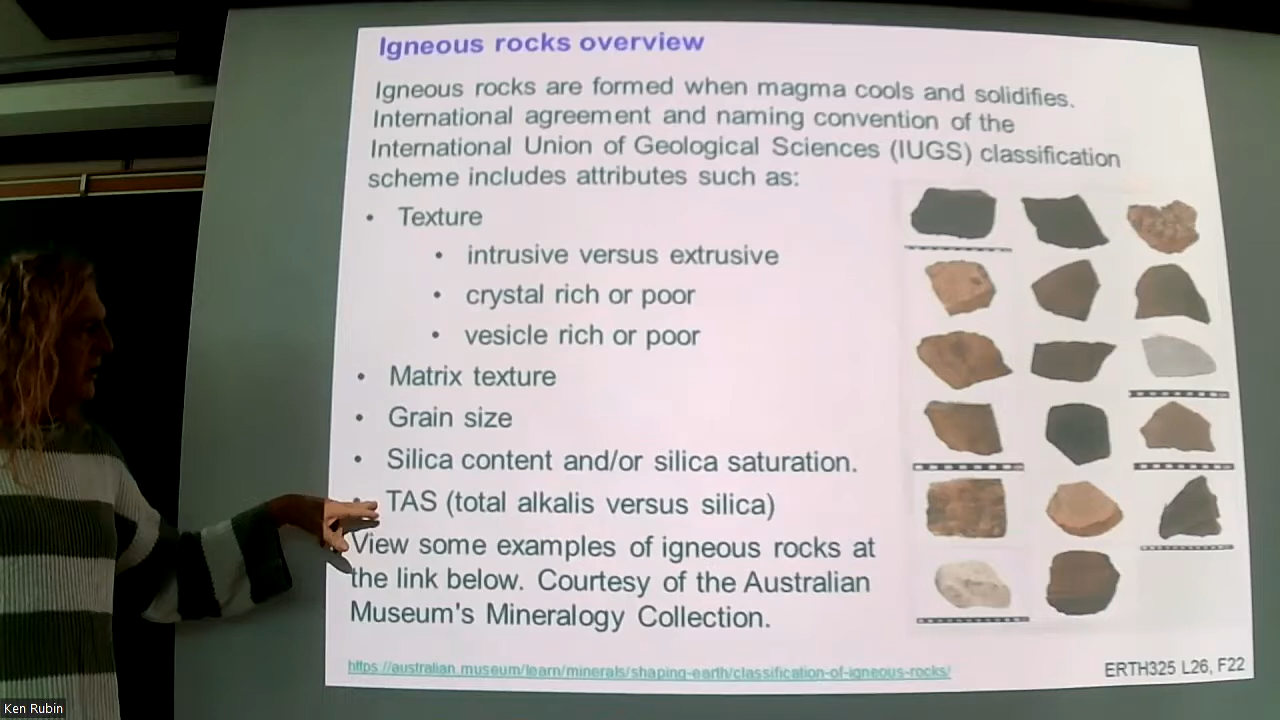 Igneous rocks overview
Igneous rocks are formed when magma cools and solidifies.
International agreement and naming convention of the
International Union of Geological Sciences (IUGS) classification
scheme includes attributes such as:
• Texture
• intrusive versus extrusive
• crystal rich or poor
• vesicle rich or poor
• Matrix texture
• Grain size
• Silica content and/or silica saturation.
• TAS (total alkalis versus silica)
View some examples of igneous rocks at
the link below. Courtesy of the Australian
Museum's Mineralogy Collection.
https://australian.museum/learn/minerals/shaping-earth/classification-of-igneous-rocks/
ERTH325 L26, F22
Ken Rubin